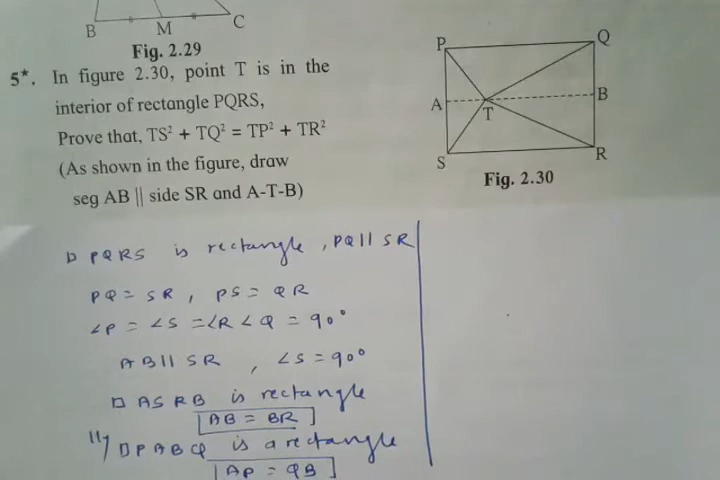 B M C
Fig. 2.29
5*. In figure 2.30, point T is in the
interior of rectangle PQRS,
Prove that, TS² + TQ² = TP² + TR²
(As shown in the figure, draw
seg AB || side SR and A-T-B)
P Q
A T B
S R
Fig. 2.30
□ PQRS is rectangle, PQ || SR
PQ = SR, PS = QR
∠P = ∠S = ∠R ∠Q = 90°
AB || SR, ∠S = 90°
□ ASRB is rectangle
AB = BR
||y □ PABQ is a rectangle
AP = QB